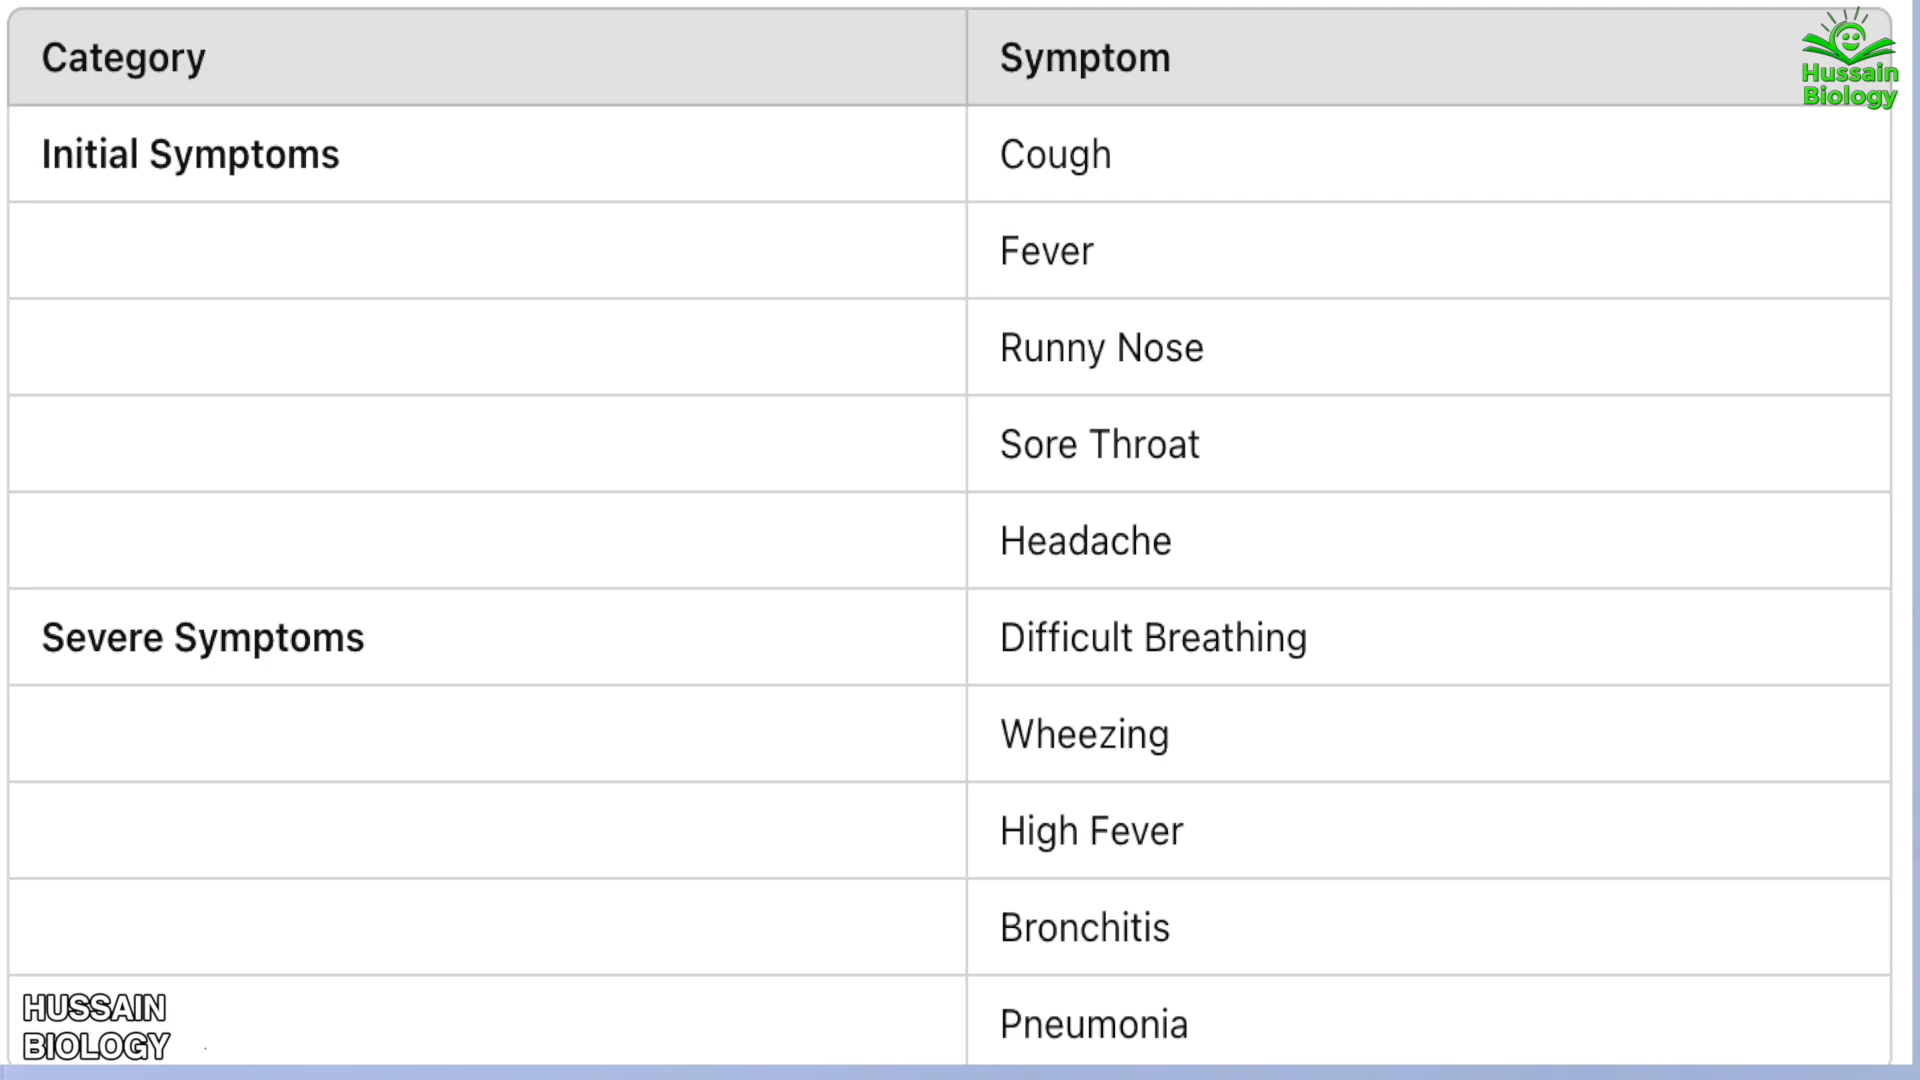 Category Symptom
Hussain
Biology
Initial Symptoms Cough
Fever
Runny Nose
Sore Throat
Headache
Severe Symptoms Difficult Breathing
Wheezing
High Fever
Bronchitis
Pneumonia
HUSSAIN
BIOLOGY